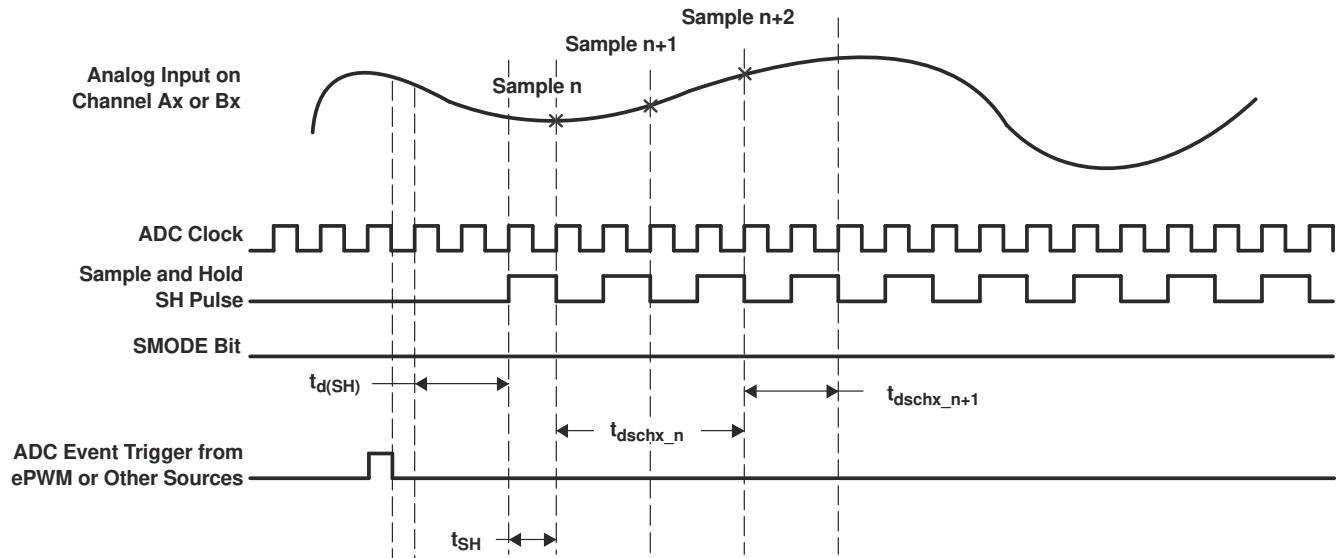 Sample n+2
Sample n+1
Analog Input on
Channel Ax or Bx
Sample n
ADC Clock
Sample and Hold
SH Pulse
SMODE Bit
td(SH)
tdschx_n+1
tdschx_n
ADC Event Trigger from
ePWM or Other Sources
tSH